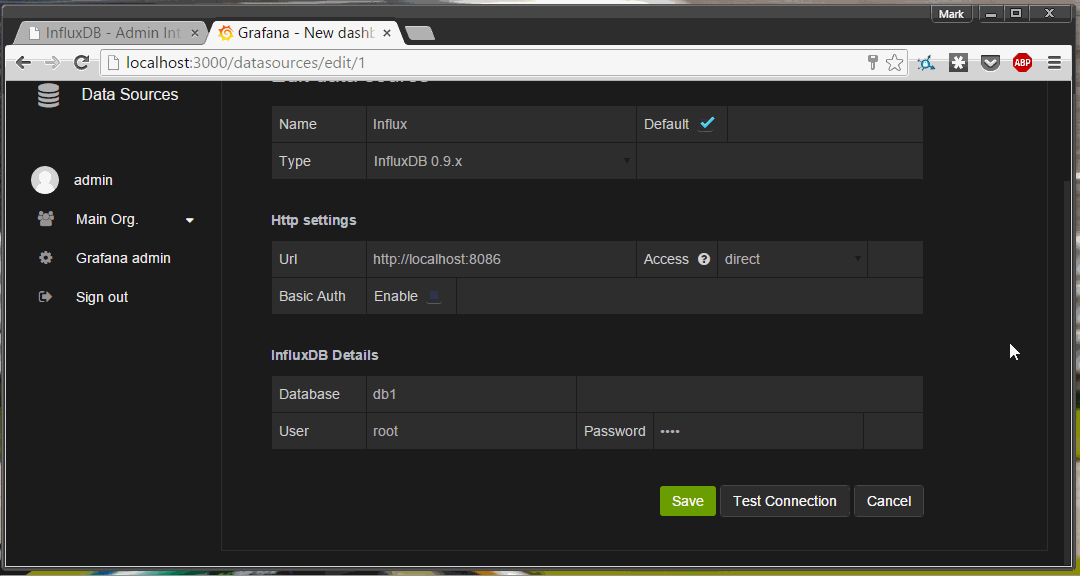 Mark
InfluxDB - Admin Int
Grafana - New dashb
localhost:3000/datasources/edit/1
ABP
Data Sources
Name Influx Default
Type InfluxDB 0.9.x
admin
Main Org.
Http settings
Url http://localhost:8086 Access ? direct
Grafana admin
Basic Auth Enable
Sign out
InfluxDB Details
Database db1
User root Password ••••
Save Test Connection Cancel